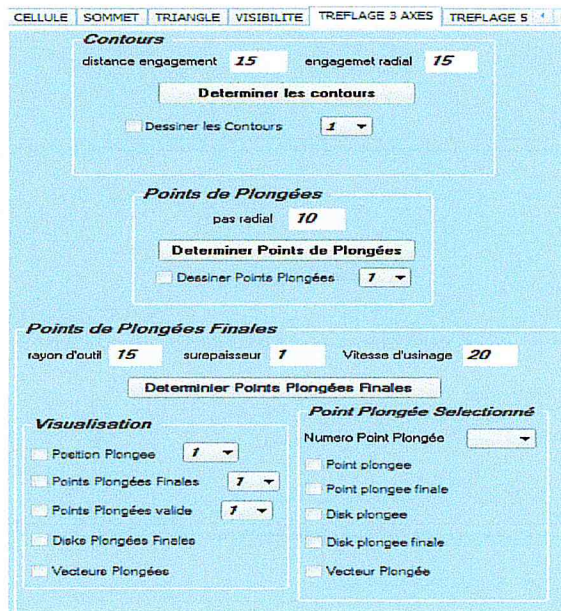 CELLULE SOMMET TRIANGLE VISIBILITE TREFLAGE 3 AXES TREFLAGE 5
Contours
distance engagement 15 engagemet radial 15
Determiner les contours
Dessiner les Contours 1
Points de Plongées
pas radial 10
Determiner Points de Plongées
Dessiner Points Plongées 1
Points de Plongées Finales
rayon d'outil 15 surepaisseur 1 Vitesse d'usinage 20
Determinier Points Plongées Finales
Visualisation
Position Plongee 1
Points Plongées Finales 1
Points Plongées valide 1
Disks Plongées Finales
Vecteurs Plongées
Point Plongée Selectionné
Numero Point Plongée
Point plongee
Point plongee finale
Disk plongee
Disk plongee finale
Vecteur Plongée